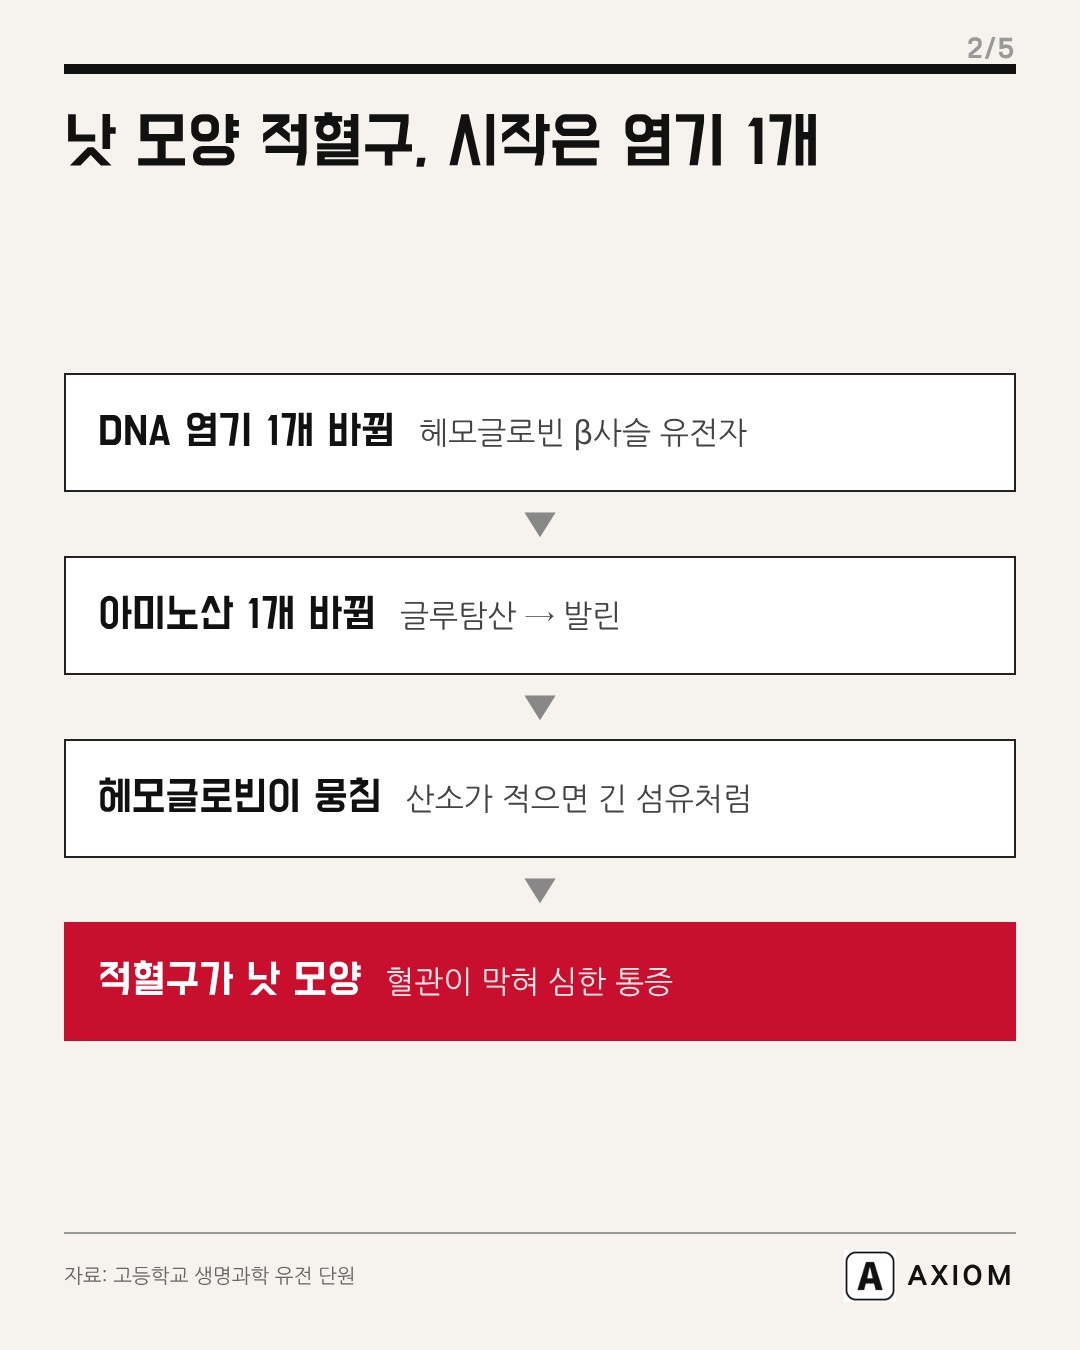 2/5
낫 모양 적혈구, 시작은 염기 1개
DNA 염기 1개 바뀜 헤모글로빈 β사슬 유전자
▼
아미노산 1개 바뀜 글루탐산 → 발린
▼
헤모글로빈이 뭉침 산소가 적으면 긴 섬유처럼
▼
적혈구가 낫 모양 혈관이 막혀 심한 통증
자료: 고등학교 생명과학 유전 단원
A AXIOM